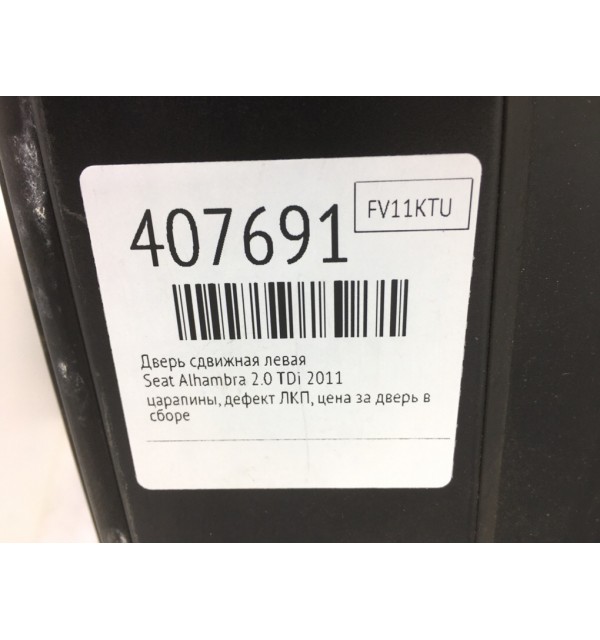 FV11KTU
407691
Дверь сдвижная левая
Seat Alhambra 2.0 TDi 2011
царапины, дефект ЛКП, цена за дверь в
сборе